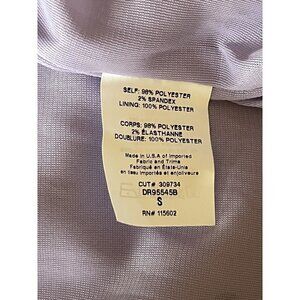 SELF: 98% POLYESTER
2% SPANDEX
LINING: 100% POLYESTER
CORPS: 98% POLYESTER
2% ÉLASTHANNE
DOUBLURE: 100% POLYESTER
Made in U.S.A of Imported
Fabric and Trims
Fabriqué en États-Unis
en tissu importés et enjoliveurs
CUT# 309734
DR95545B
S
RN# 115602